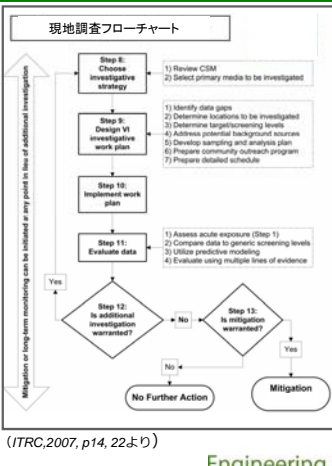 現地調査フローチャート
Mitigation or long-term monitoring can be initiated at any point in lieu of additional investigation
Step 8:
Choose
investigative
strategy
1) Review CSM
2) Select primary media to be investigated
Step 9:
Design VI
investigative
work plan
1) Identify data gaps
2) Determine locations to be investigated
3) Determine target/screening levels
4) Address potential background sources
5) Develop sampling and analysis plan
6) Prepare community outreach program
7) Prepare detailed schedule
Step 10:
Implement work
plan
Step 11:
Evaluate data
1) Assess acute exposure (Step 1)
2) Compare data to generic screening levels
3) Utilize predictive modeling
4) Evaluate using multiple lines of evidence
Yes
Step 12:
Is additional
investigation
warranted?
No
Step 13:
Is mitigation
warranted?
No
Yes
No Further Action
Mitigation
（ITRC,2007, p14, 22より）
Engineering